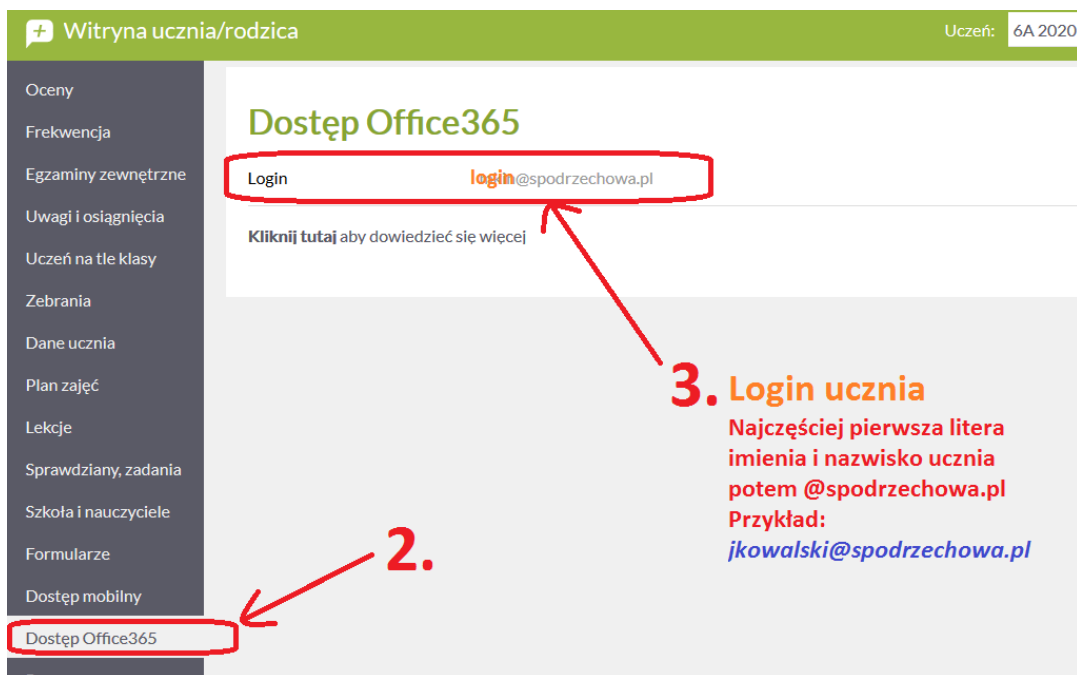 Witryna ucznia/rodzica
Uczeń: 6A 2020
Oceny
Frekwencja
Egzaminy zewnętrzne
Uwagi i osiągnięcia
Uczeń na tle klasy
Zebrania
Dane ucznia
Plan zajęć
Lekcje
Sprawdziany, zadania
Szkoła i nauczyciele
Formularze
Dostęp mobilny
Dostęp Office365
Dostęp Office365
Login login@spodrzechowa.pl
Kliknij tutaj aby dowiedzieć się więcej
2.
3. Login ucznia
Najczęściej pierwsza litera
imienia i nazwisko ucznia
potem @spodrzechowa.pl
Przykład:
jkowalski@spodrzechowa.pl